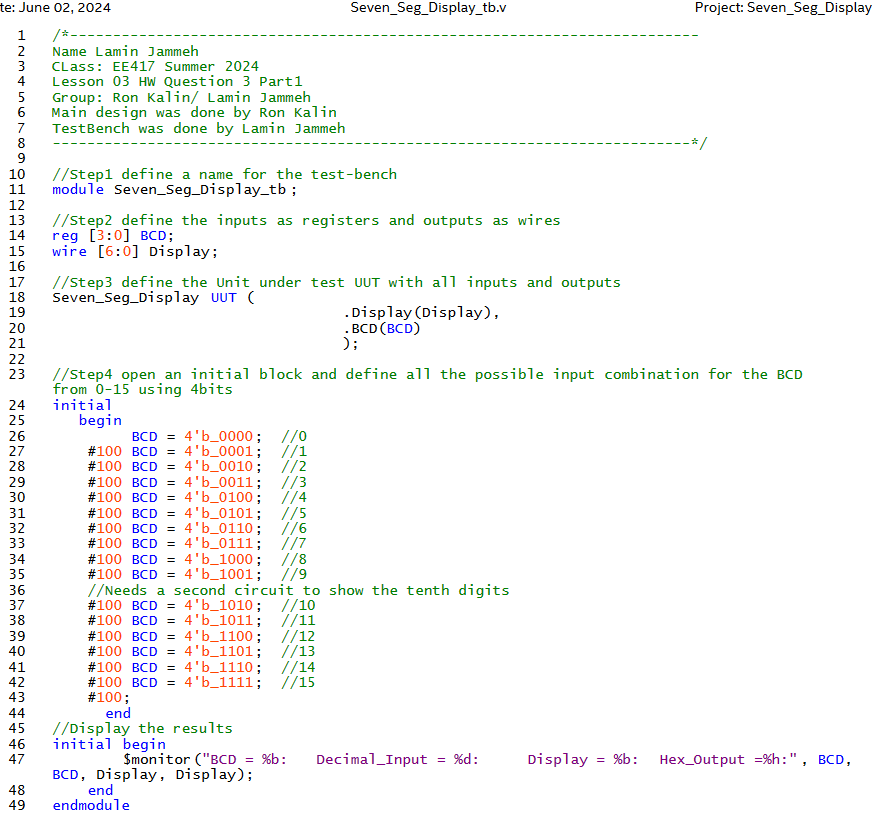 te: June 02, 2024 Seven_Seg_Display_tb.v Project: Seven_Seg_Display
1 /*-------------------------------------------------------------------------
2 Name Lamin Jammeh
3 CLass: EE417 Summer 2024
4 Lesson 03 HW Question 3 Part1
5 Group: Ron Kalin/ Lamin Jammeh
6 Main design was done by Ron Kalin
7 TestBench was done by Lamin Jammeh
8 --------------------------------------------------------------------------*/
9
10 //Step1 define a name for the test-bench
11 module Seven_Seg_Display_tb;
12
13 //Step2 define the inputs as registers and outputs as wires
14 reg [3:0] BCD;
15 wire [6:0] Display;
16
17 //Step3 define the Unit under test UUT with all inputs and outputs
18 Seven_Seg_Display UUT (
19 .Display(Display),
20 .BCD(BCD)
21 );
22
23 //Step4 open an initial block and define all the possible input combination for the BCD
from 0-15 using 4bits
24 initial
25 begin
26 BCD = 4'b_0000; //0
27 #100 BCD = 4'b_0001; //1
28 #100 BCD = 4'b_0010; //2
29 #100 BCD = 4'b_0011; //3
30 #100 BCD = 4'b_0100; //4
31 #100 BCD = 4'b_0101; //5
32 #100 BCD = 4'b_0110; //6
33 #100 BCD = 4'b_0111; //7
34 #100 BCD = 4'b_1000; //8
35 #100 BCD = 4'b_1001; //9
36 //Needs a second circuit to show the tenth digits
37 #100 BCD = 4'b_1010; //10
38 #100 BCD = 4'b_1011; //11
39 #100 BCD = 4'b_1100; //12
40 #100 BCD = 4'b_1101; //13
41 #100 BCD = 4'b_1110; //14
42 #100 BCD = 4'b_1111; //15
43 #100;
44 end
45 //Display the results
46 initial begin
47 $monitor("BCD = %b: Decimal_Input = %d: Display = %b: Hex_Output =%h:", BCD,
BCD, Display, Display);
48 end
49 endmodule